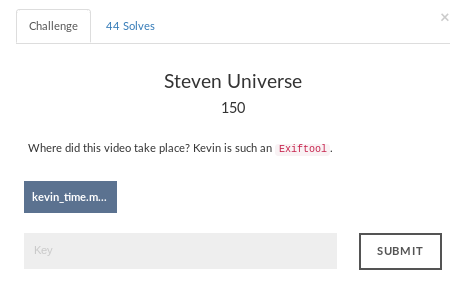 ×
Challenge 44 Solves
Steven Universe
150
Where did this video take place? Kevin is such an Exiftool.
kevin_time.m...
Key
SUBMIT